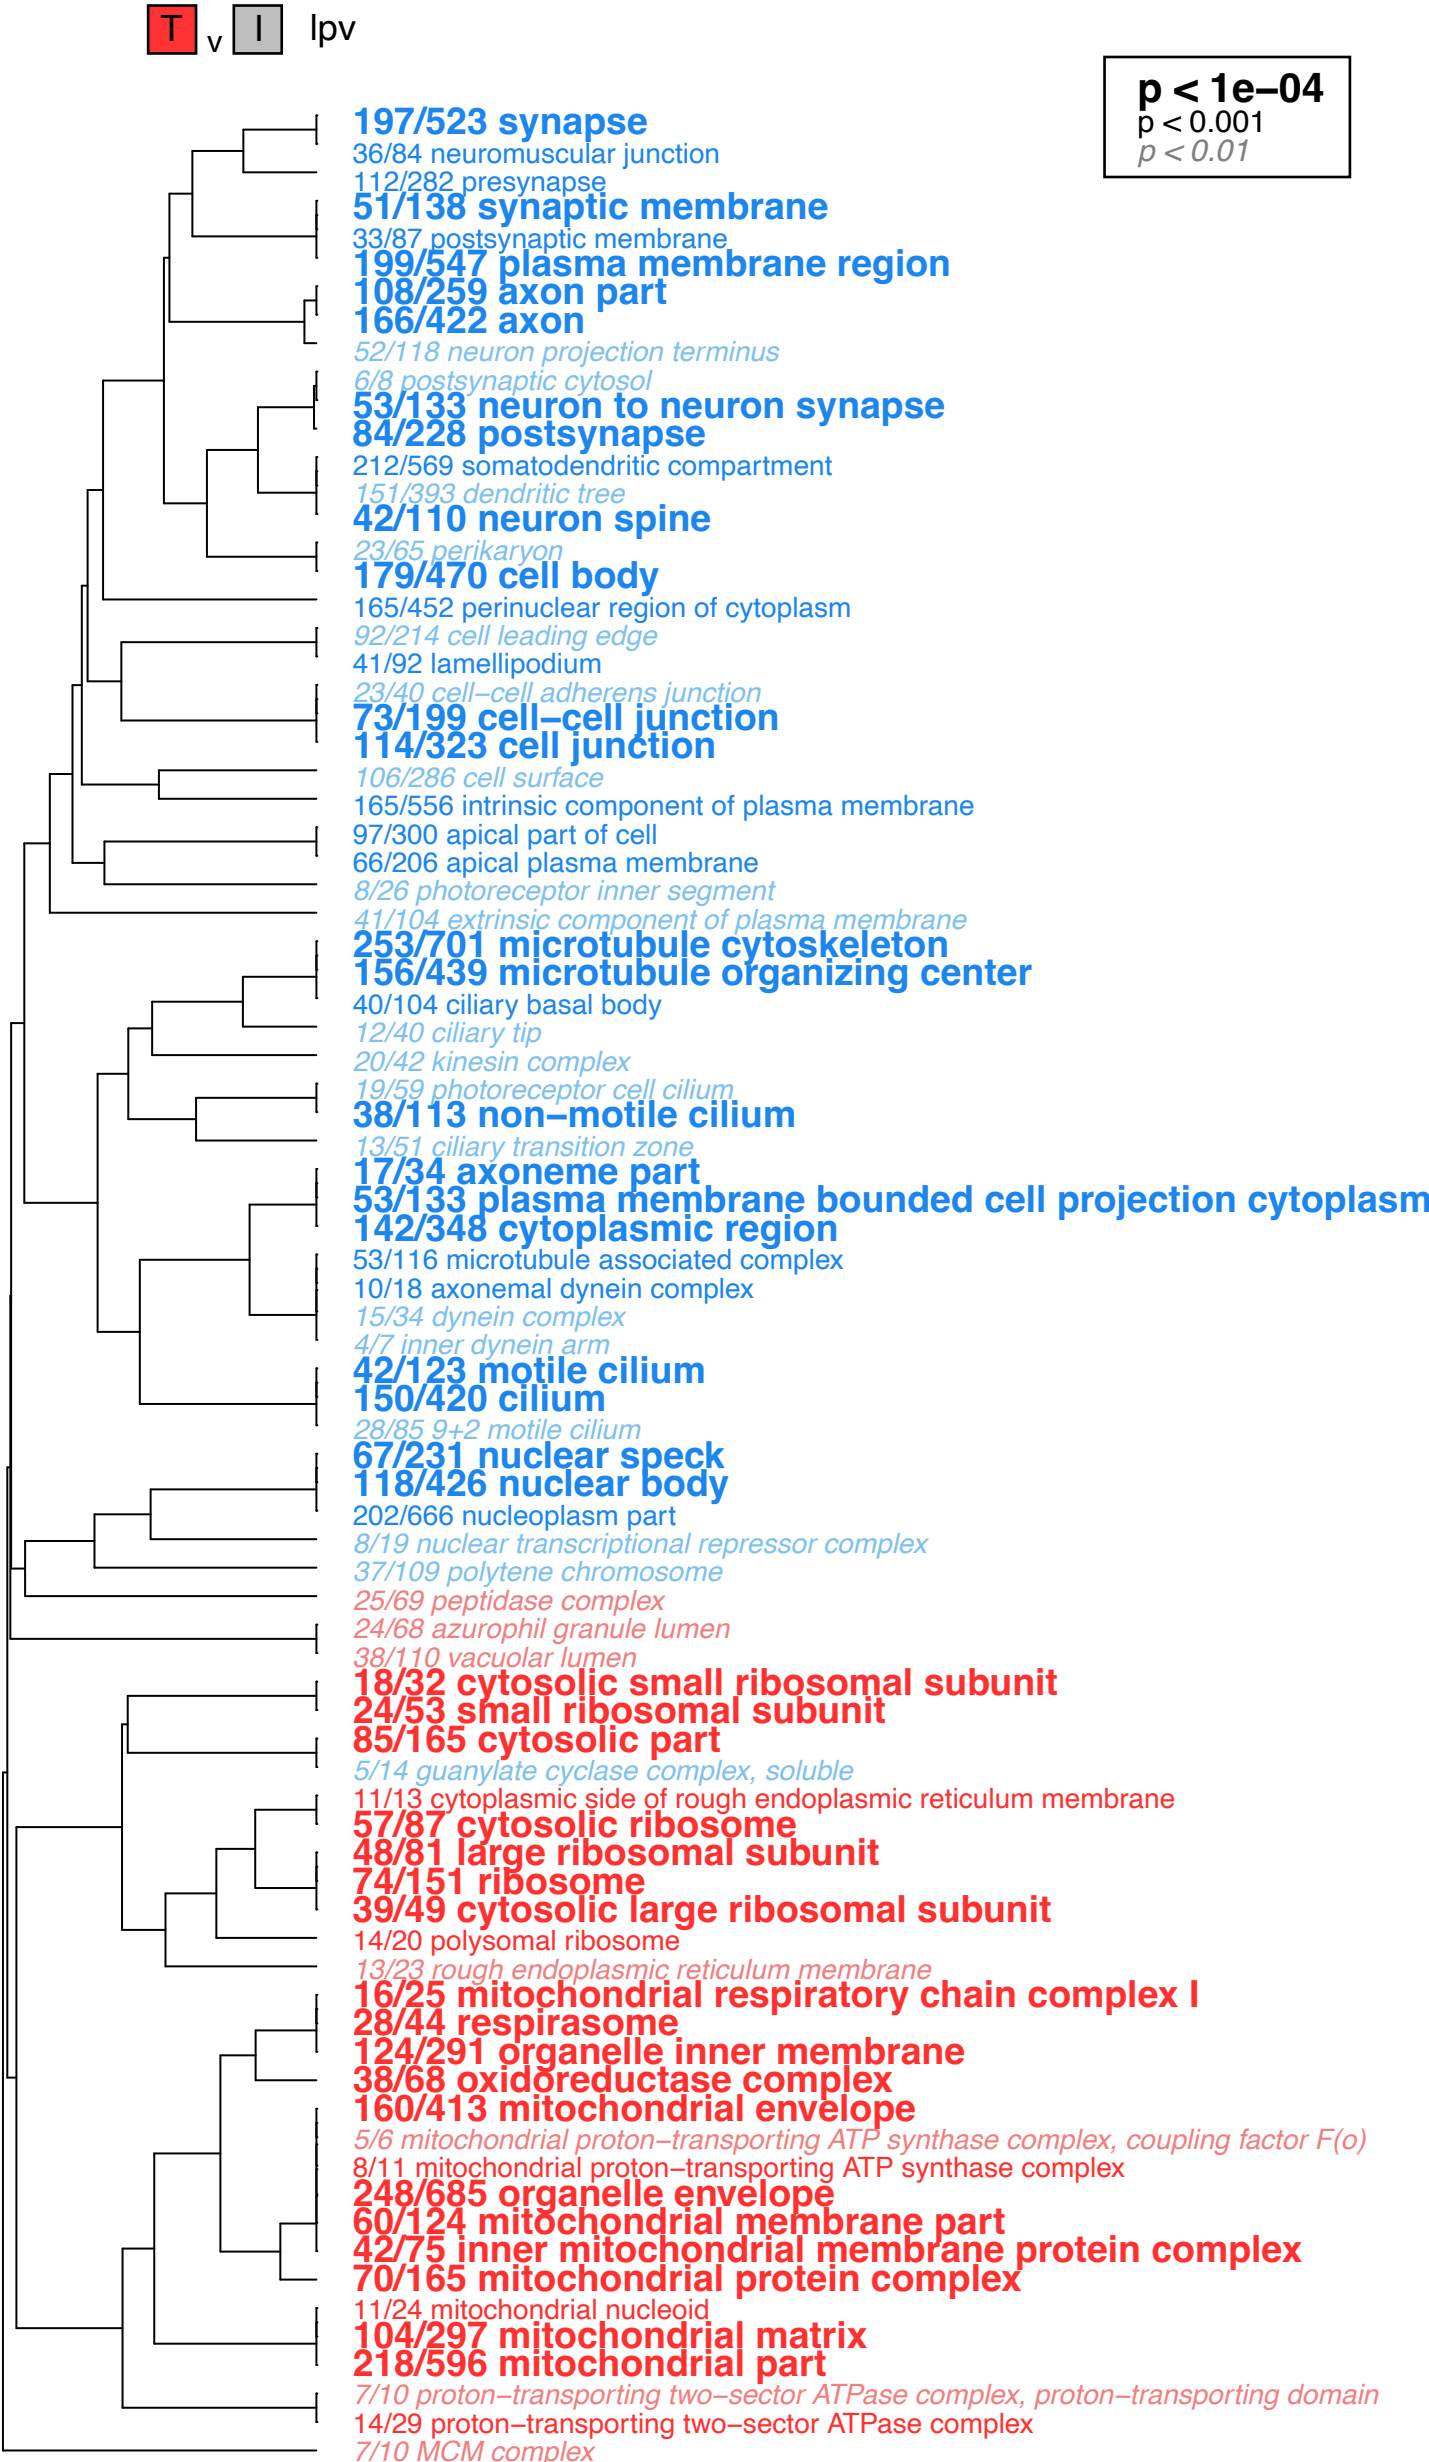 T v I lpv
p < 1e−04
p < 0.001
p < 0.01
197/523 synapse
36/84 neuromuscular junction
112/282 presynapse
51/138 synaptic membrane
33/87 postsynaptic membrane
199/547 plasma membrane region
108/259 axon part
166/422 axon
52/118 neuron projection terminus
6/8 postsynaptic cytosol
53/133 neuron to neuron synapse
84/228 postsynapse
212/569 somatodendritic compartment
151/393 dendritic tree
42/110 neuron spine
23/65 perikaryon
179/470 cell body
165/452 perinuclear region of cytoplasm
92/214 cell leading edge
41/92 lamellipodium
23/40 cell−cell adherens junction
73/199 cell−cell junction
114/323 cell junction
106/286 cell surface
165/556 intrinsic component of plasma membrane
97/300 apical part of cell
66/206 apical plasma membrane
8/26 photoreceptor inner segment
41/104 extrinsic component of plasma membrane
253/701 microtubule cytoskeleton
156/439 microtubule organizing center
40/104 ciliary basal body
12/40 ciliary tip
20/42 kinesin complex
19/59 photoreceptor cell cilium
38/113 non−motile cilium
13/51 ciliary transition zone
17/34 axoneme part
53/133 plasma membrane bounded cell projection cytoplasm
142/348 cytoplasmic region
53/116 microtubule associated complex
10/18 axonemal dynein complex
15/34 dynein complex
4/7 inner dynein arm
42/123 motile cilium
150/420 cilium
28/85 9+2 motile cilium
67/231 nuclear speck
118/426 nuclear body
202/666 nucleoplasm part
8/19 nuclear transcriptional repressor complex
37/109 polytene chromosome
25/69 peptidase complex
24/68 azurophil granule lumen
38/110 vacuolar lumen
18/32 cytosolic small ribosomal subunit
24/53 small ribosomal subunit
85/165 cytosolic part
5/14 guanylate cyclase complex, soluble
11/13 cytoplasmic side of rough endoplasmic reticulum membrane
57/87 cytosolic ribosome
48/81 large ribosomal subunit
74/151 ribosome
39/49 cytosolic large ribosomal subunit
14/20 polysomal ribosome
13/23 rough endoplasmic reticulum membrane
16/25 mitochondrial respiratory chain complex I
28/44 respirasome
124/291 organelle inner membrane
38/68 oxidoreductase complex
160/413 mitochondrial envelope
5/6 mitochondrial proton−transporting ATP synthase complex, coupling factor F(o)
8/11 mitochondrial proton−transporting ATP synthase complex
248/685 organelle envelope
60/124 mitochondrial membrane part
42/75 inner mitochondrial membrane protein complex
70/165 mitochondrial protein complex
11/24 mitochondrial nucleoid
104/297 mitochondrial matrix
218/596 mitochondrial part
7/10 proton−transporting two−sector ATPase complex, proton−transporting domain
14/29 proton−transporting two−sector ATPase complex
7/10 MCM complex